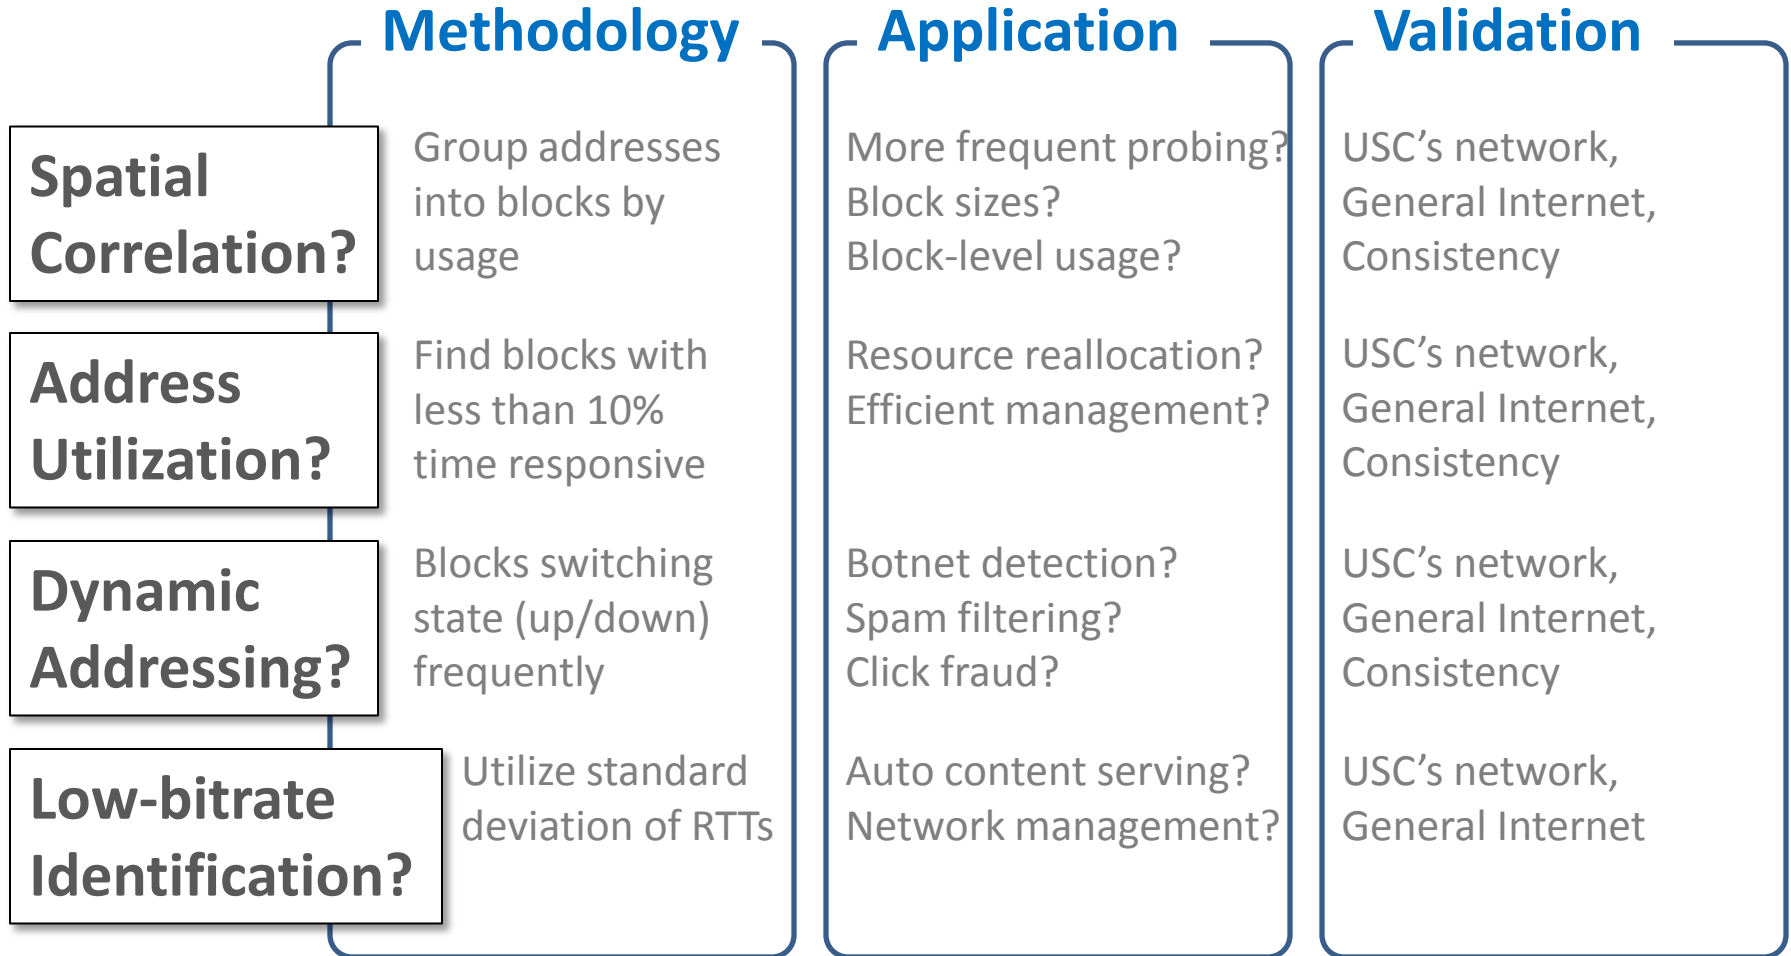 Methodology
Application
Validation
Spatial
Correlation?
Group addresses
into blocks by
usage
More frequent probing?
Block sizes?
Block-level usage?
USC’s network,
General Internet,
Consistency
Address
Utilization?
Find blocks with
less than 10%
time responsive
Resource reallocation?
Efficient management?
USC’s network,
General Internet,
Consistency
Dynamic
Addressing?
Blocks switching
state (up/down)
frequently
Botnet detection?
Spam filtering?
Click fraud?
USC’s network,
General Internet,
Consistency
Low-bitrate
Identification?
Utilize standard
deviation of RTTs
Auto content serving?
Network management?
USC’s network,
General Internet